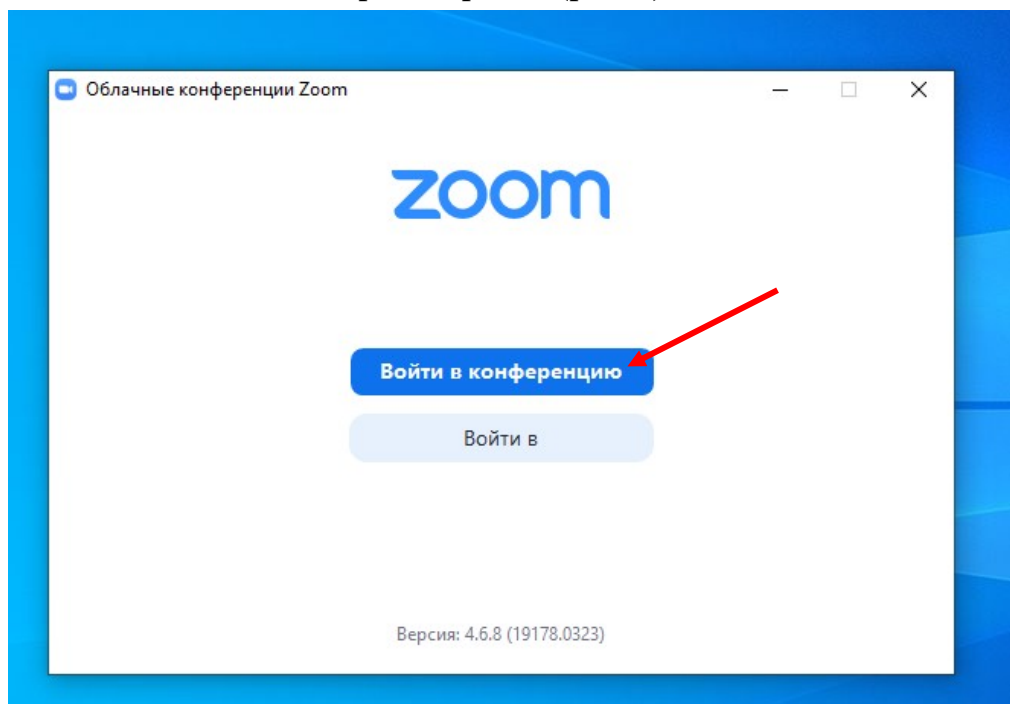 Облачные конференции Zoom
zoom
Войти в конференцию
Войти в
Версия: 4.6.8 (19178.0323)